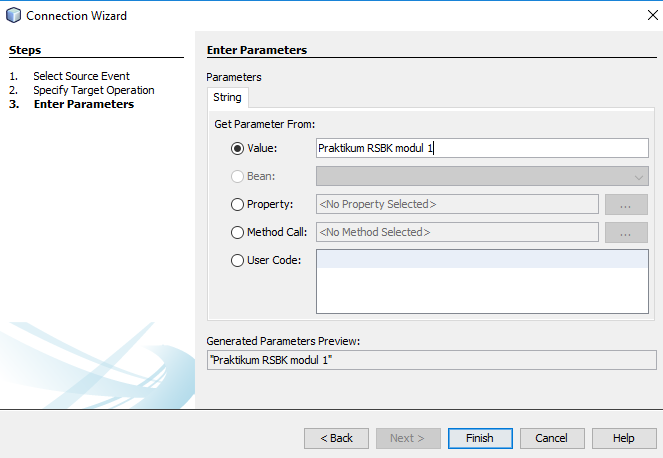 Connection Wizard
Steps
1. Select Source Event
2. Specify Target Operation
3. Enter Parameters
Enter Parameters
Parameters
String
Get Parameter From:
Value: Praktikum RSBK modul 1
Bean:
Property: <No Property Selected> ...
Method Call: <No Method Selected> ...
User Code:
Generated Parameters Preview:
"Praktikum RSBK modul 1"
< Back Next > Finish Cancel Help